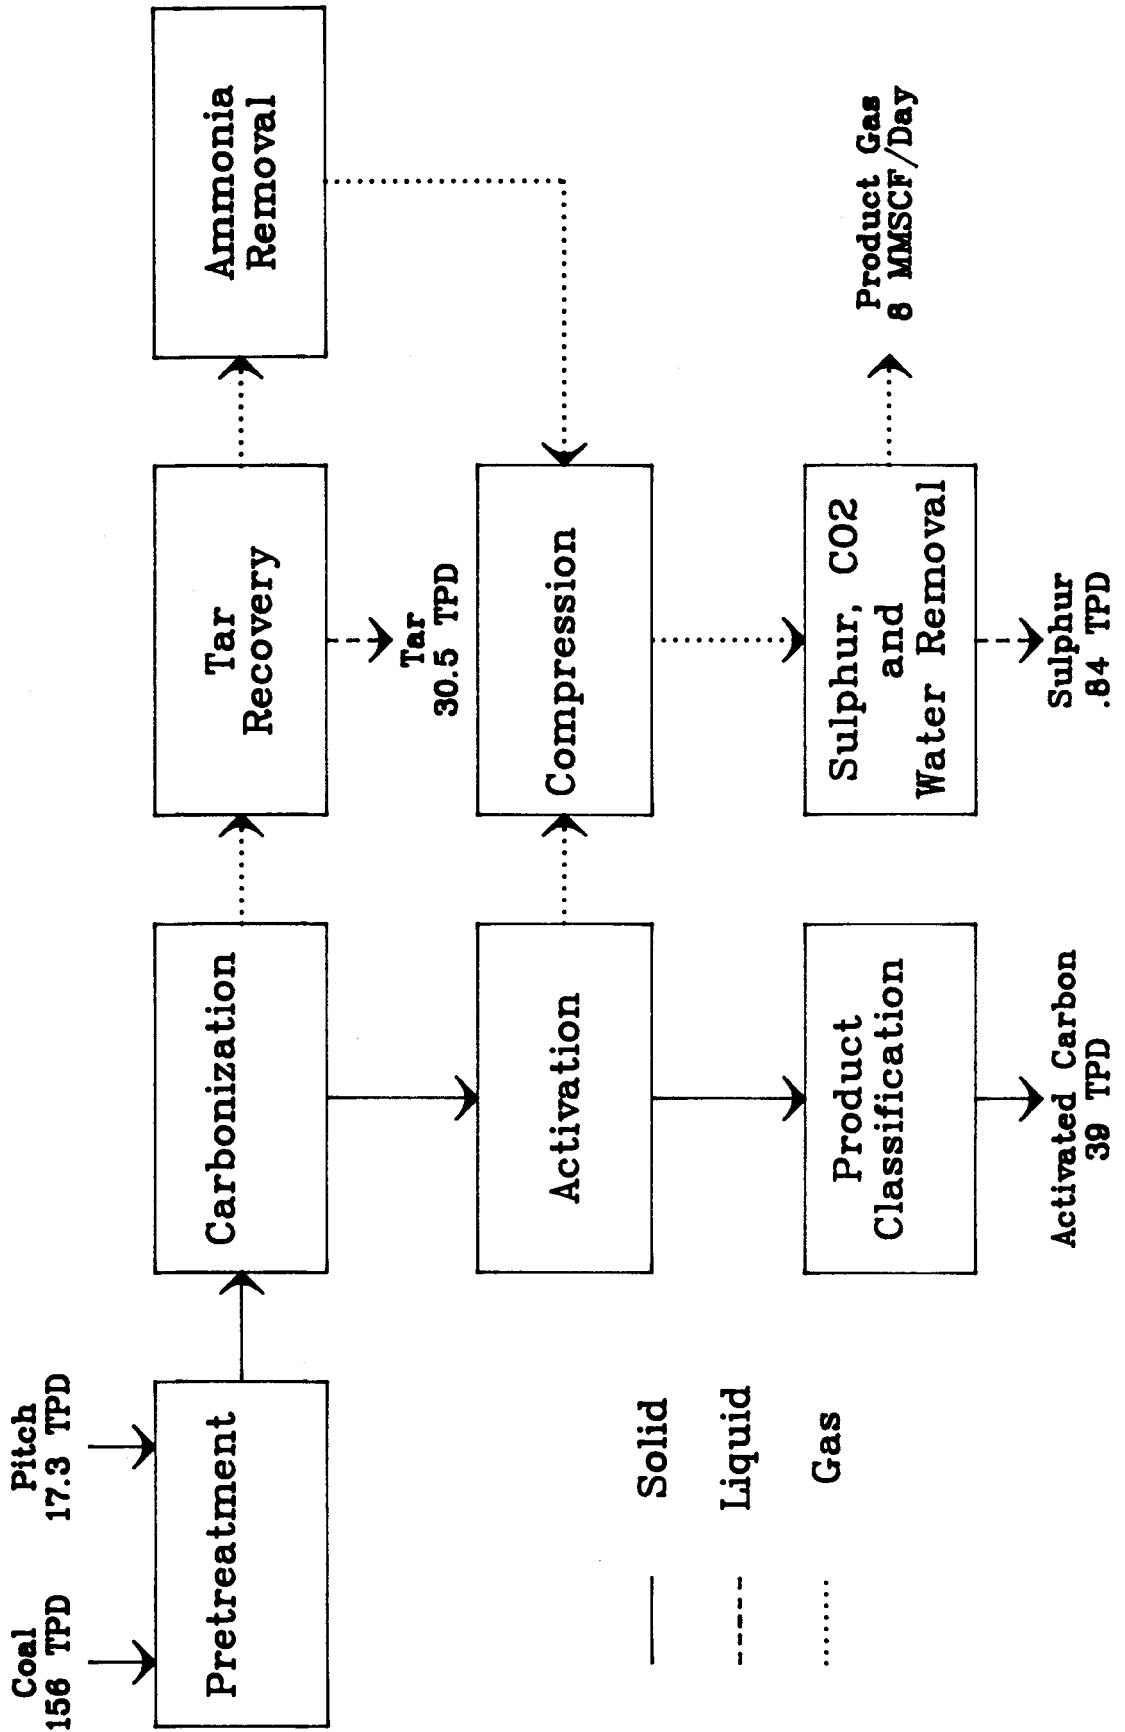 Coal
156 TPD
Pitch
17.3 TPD
Pretreatment
Carbonization
Tar
Recovery
Ammonia
Removal
Tar
30.5 TPD
Activation
Compression
Product
Classification
Sulphur, CO2
and
Water Removal
Product Gas
8 MMSCF/Day
Activated Carbon
39 TPD
Sulphur
.84 TPD
Solid
Liquid
Gas